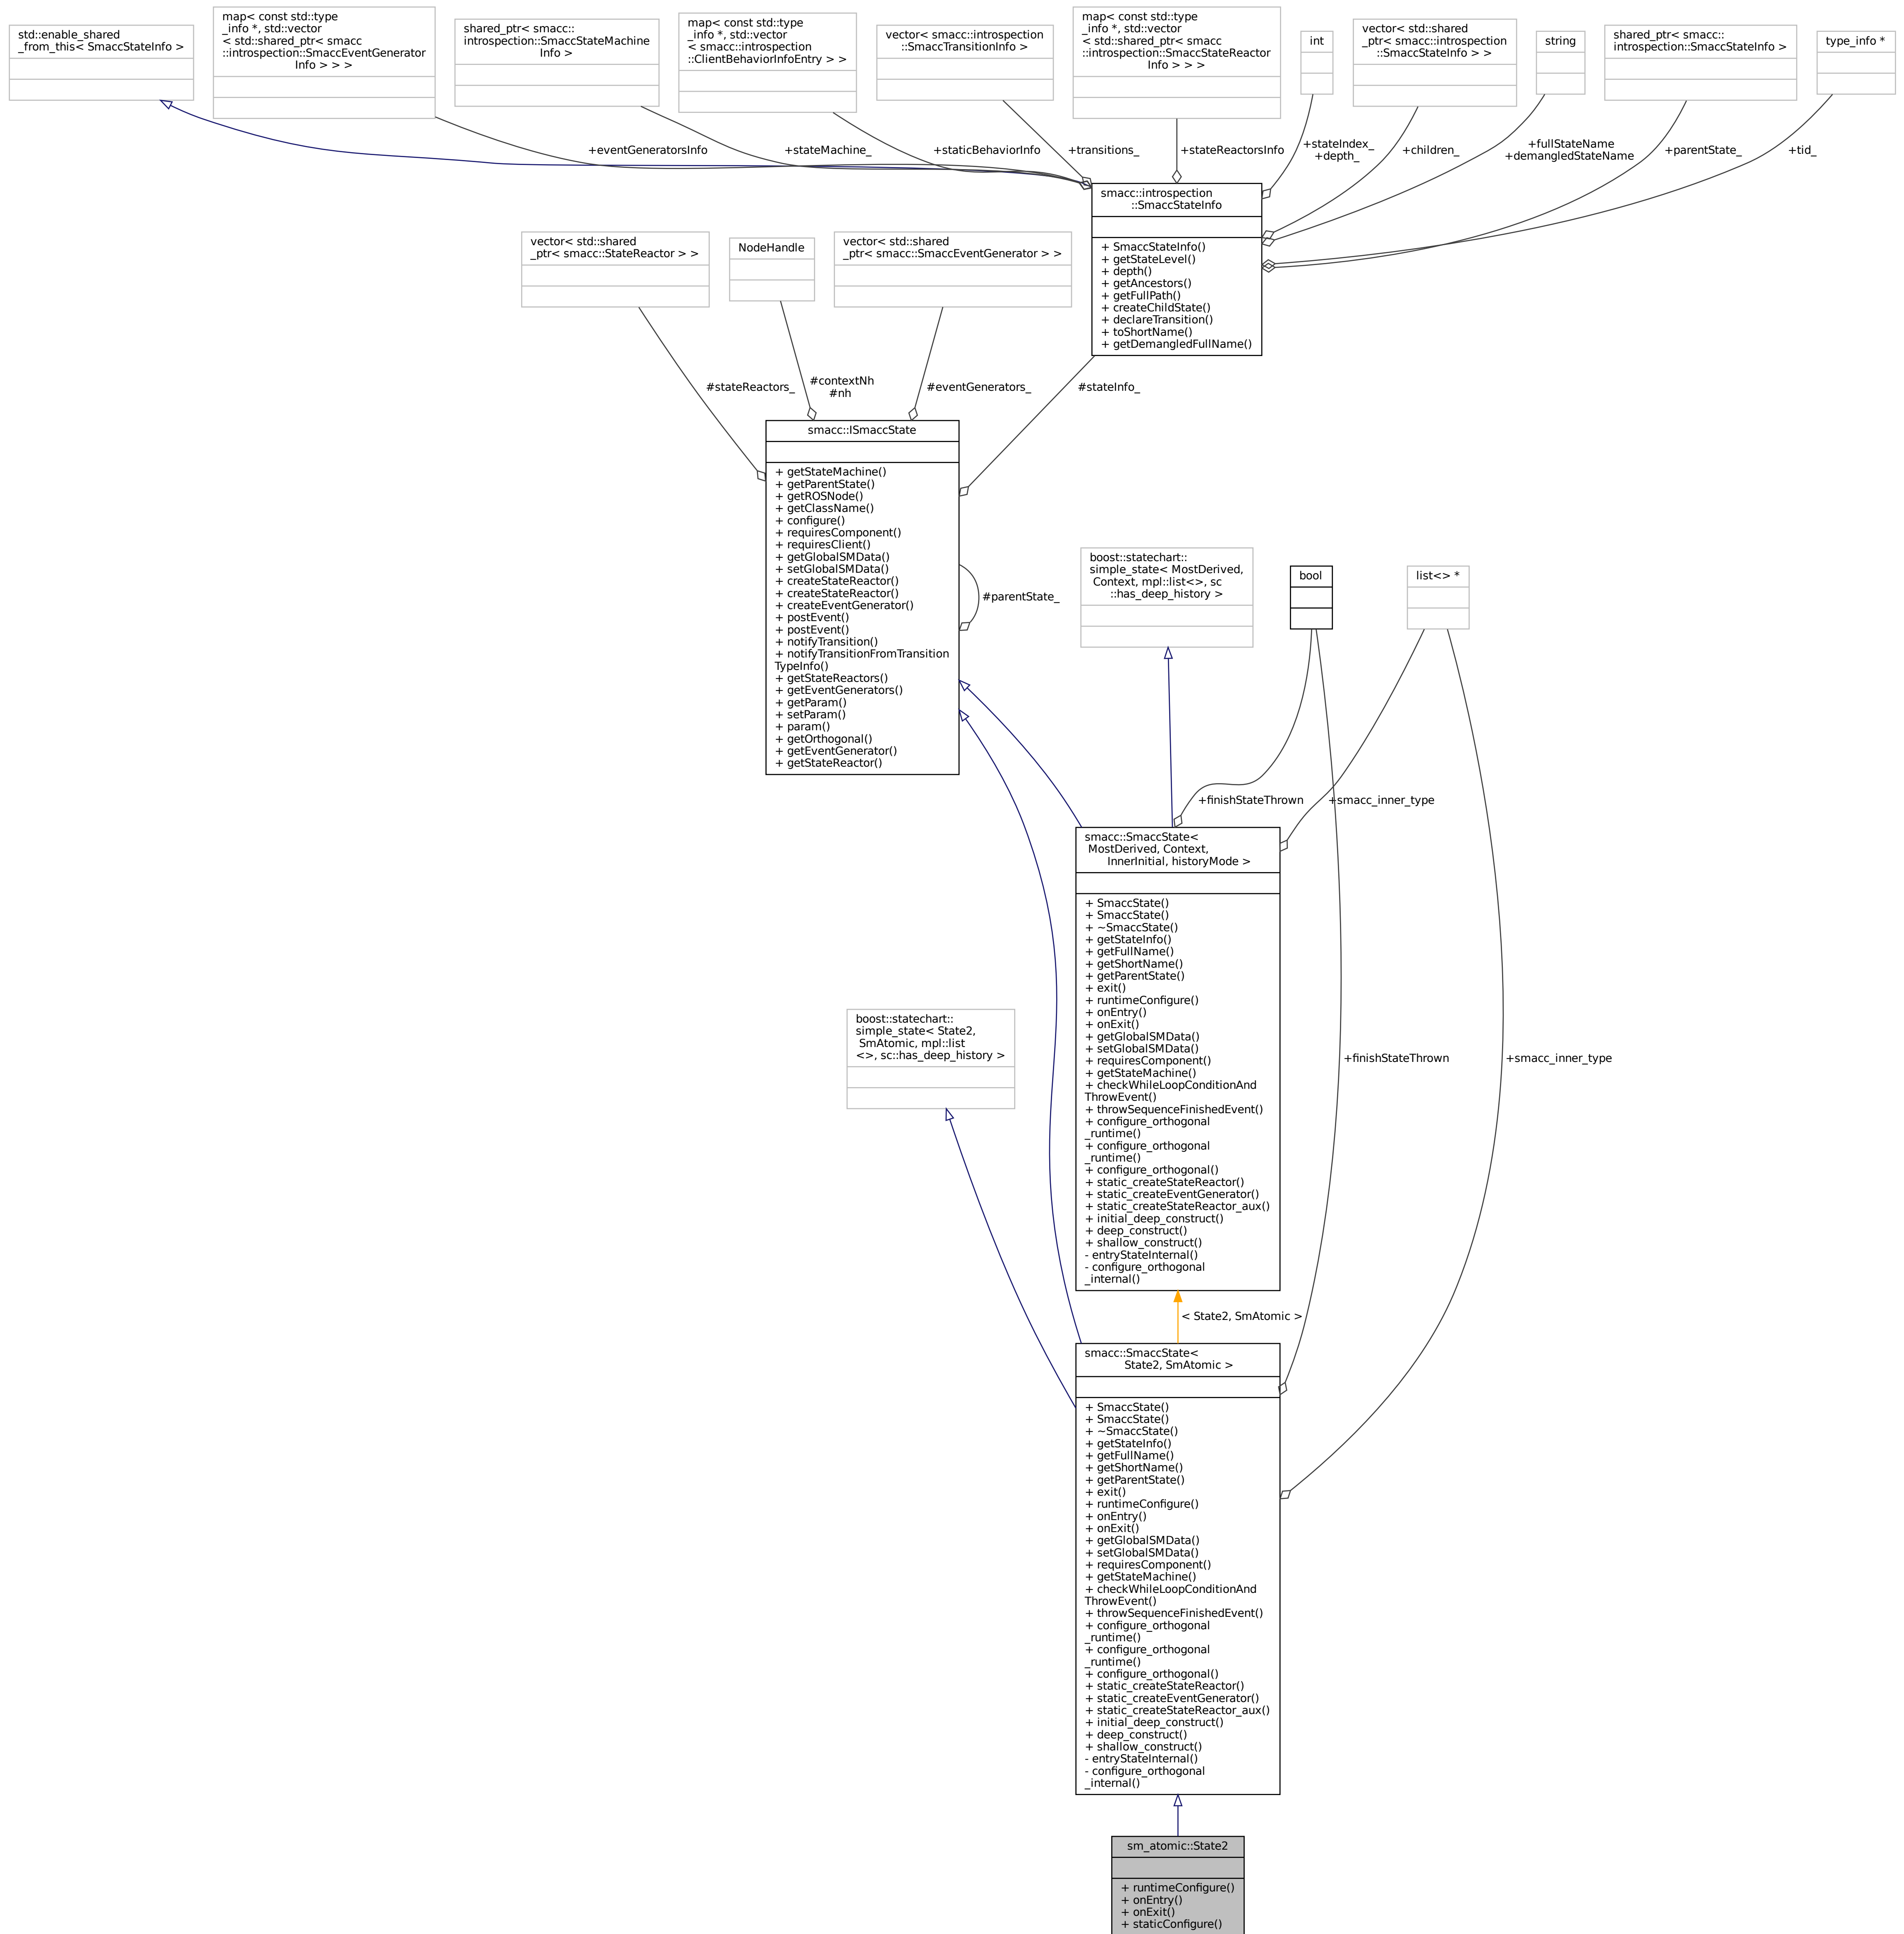 std::enable_shared
_from_this< SmaccStateInfo >
map< const std::type
_info *, std::vector
< std::shared_ptr< smacc
::introspection::SmaccEventGenerator
Info > > >
shared_ptr< smacc::
introspection::SmaccStateMachine
Info >
map< const std::type
_info *, std::vector
< smacc::introspection
::ClientBehaviorInfoEntry > >
vector< smacc::introspection
::SmaccTransitionInfo >
map< const std::type
_info *, std::vector
< std::shared_ptr< smacc
::introspection::SmaccStateReactor
Info > > >
int
vector< std::shared
_ptr< smacc::introspection
::SmaccStateInfo > >
string
shared_ptr< smacc::
introspection::SmaccStateInfo >
type_info *
+eventGeneratorsInfo
+stateMachine_
+staticBehaviorInfo
+transitions_
+stateReactorsInfo
+stateIndex_
+depth_
+children_
+fullStateName
+demangledStateName
+parentState_
+tid_
smacc::introspection
::SmaccStateInfo
+ SmaccStateInfo()
+ getStateLevel()
+ depth()
+ getAncestors()
+ getFullPath()
+ createChildState()
+ declareTransition()
+ toShortName()
+ getDemangledFullName()
vector< std::shared
_ptr< smacc::StateReactor > >
NodeHandle
vector< std::shared
_ptr< smacc::SmaccEventGenerator > >
#stateReactors_
#contextNh
#nh
#eventGenerators_
#stateInfo_
smacc::ISmaccState
+ getStateMachine()
+ getParentState()
+ getROSNode()
+ getClassName()
+ configure()
+ requiresComponent()
+ requiresClient()
+ getGlobalSMData()
+ setGlobalSMData()
+ createStateReactor()
+ createStateReactor()
+ createEventGenerator()
+ postEvent()
+ postEvent()
+ notifyTransition()
+ notifyTransitionFromTransition
TypeInfo()
+ getStateReactors()
+ getEventGenerators()
+ getParam()
+ setParam()
+ param()
+ getOrthogonal()
+ getEventGenerator()
+ getStateReactor()
#parentState_
boost::statechart::
simple_state< MostDerived,
Context, mpl::list<>, sc
::has_deep_history >
bool
list<> *
+finishStateThrown
+smacc_inner_type
smacc::SmaccState<
MostDerived, Context,
InnerInitial, historyMode >
+ SmaccState()
+ SmaccState()
+ ~SmaccState()
+ getStateInfo()
+ getFullName()
+ getShortName()
+ getParentState()
+ exit()
+ runtimeConfigure()
+ onEntry()
+ onExit()
+ getGlobalSMData()
+ setGlobalSMData()
+ requiresComponent()
+ getStateMachine()
+ checkWhileLoopConditionAnd
ThrowEvent()
+ throwSequenceFinishedEvent()
+ configure_orthogonal
_runtime()
+ configure_orthogonal
_runtime()
+ configure_orthogonal()
+ static_createStateReactor()
+ static_createEventGenerator()
+ static_createStateReactor_aux()
+ initial_deep_construct()
+ deep_construct()
+ shallow_construct()
- entryStateInternal()
- configure_orthogonal
_internal()
boost::statechart::
simple_state< State2,
SmAtomic, mpl::list
<>, sc::has_deep_history >
+finishStateThrown
+smacc_inner_type
< State2, SmAtomic >
smacc::SmaccState<
State2, SmAtomic >
+ SmaccState()
+ SmaccState()
+ ~SmaccState()
+ getStateInfo()
+ getFullName()
+ getShortName()
+ getParentState()
+ exit()
+ runtimeConfigure()
+ onEntry()
+ onExit()
+ getGlobalSMData()
+ setGlobalSMData()
+ requiresComponent()
+ getStateMachine()
+ checkWhileLoopConditionAnd
ThrowEvent()
+ throwSequenceFinishedEvent()
+ configure_orthogonal
_runtime()
+ configure_orthogonal
_runtime()
+ configure_orthogonal()
+ static_createStateReactor()
+ static_createEventGenerator()
+ static_createStateReactor_aux()
+ initial_deep_construct()
+ deep_construct()
+ shallow_construct()
- entryStateInternal()
- configure_orthogonal
_internal()
sm_atomic::State2
+ runtimeConfigure()
+ onEntry()
+ onExit()
+ staticConfigure()